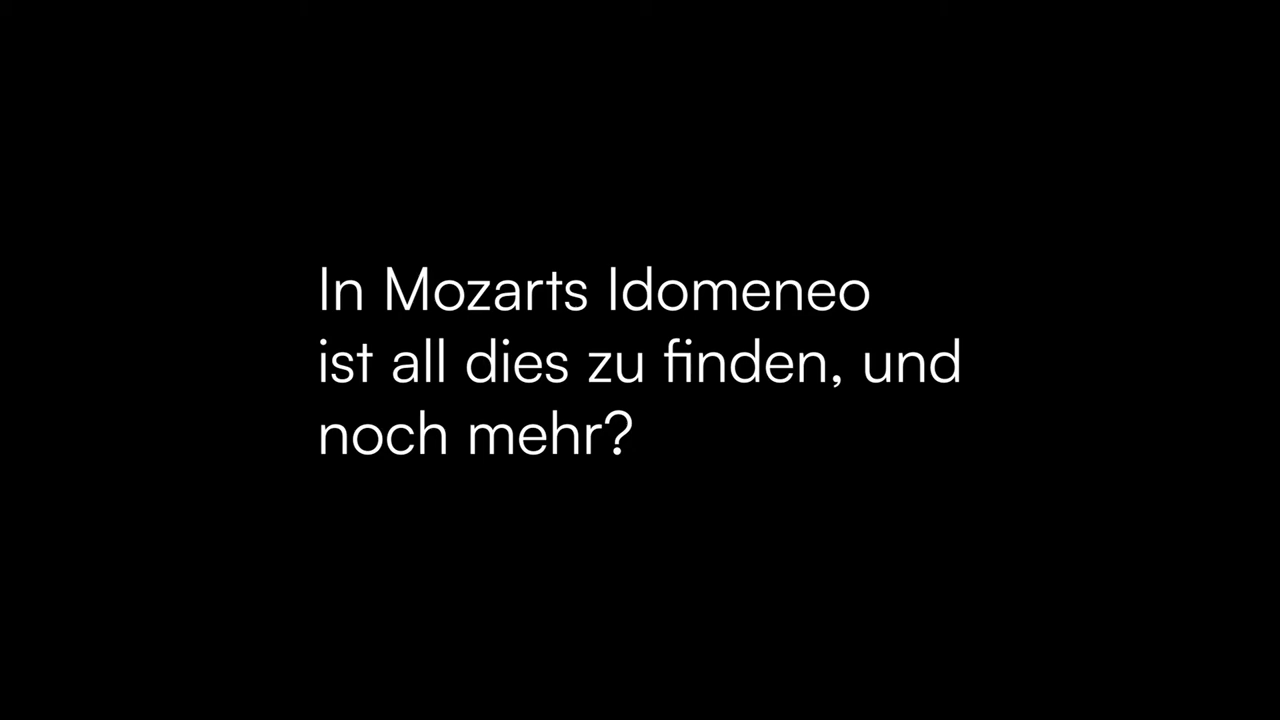 In Mozarts Idomeneo
ist all dies zu finden, und
noch mehr?